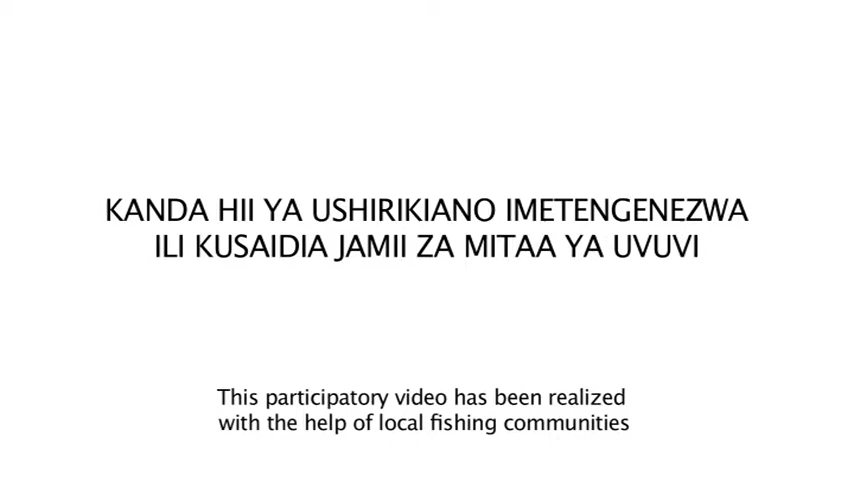 KANDA HII YA USHIRIKIANO IMETENGENEZWA
ILI KUSAIDIA JAMII ZA MITAA YA UVUVI
This participatory video has been realized
with the help of local fishing communities